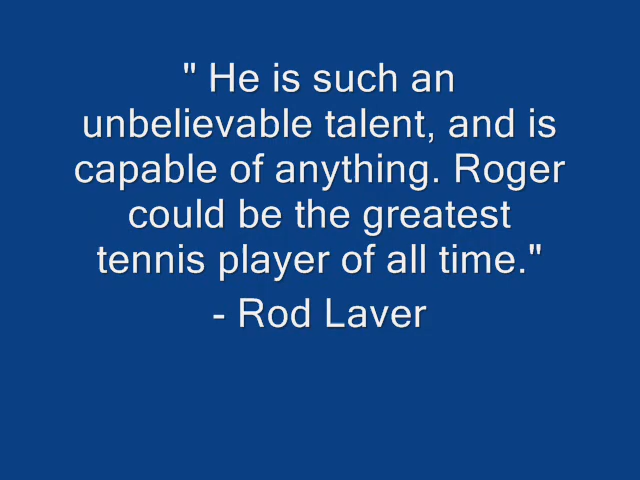 " He is such an
unbelievable talent, and is
capable of anything. Roger
could be the greatest
tennis player of all time."
- Rod Laver